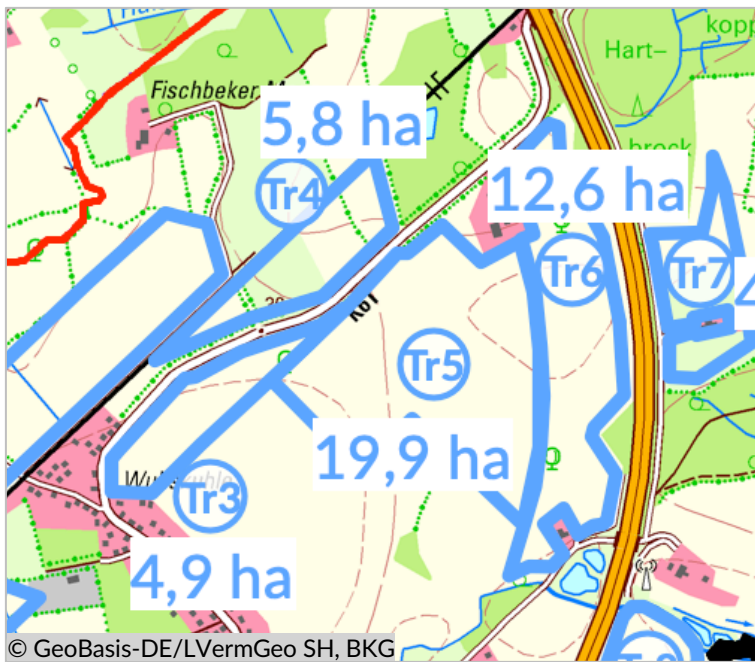 kopp
Hart-
Fischbeker M
5,8 ha
brock
12,6 ha
Tr4
Tr6
Tr7
K61
Tr5
19,9 ha
Tr3
4,9 ha
© GeoBasis-DE/LVermGeo SH, BKG